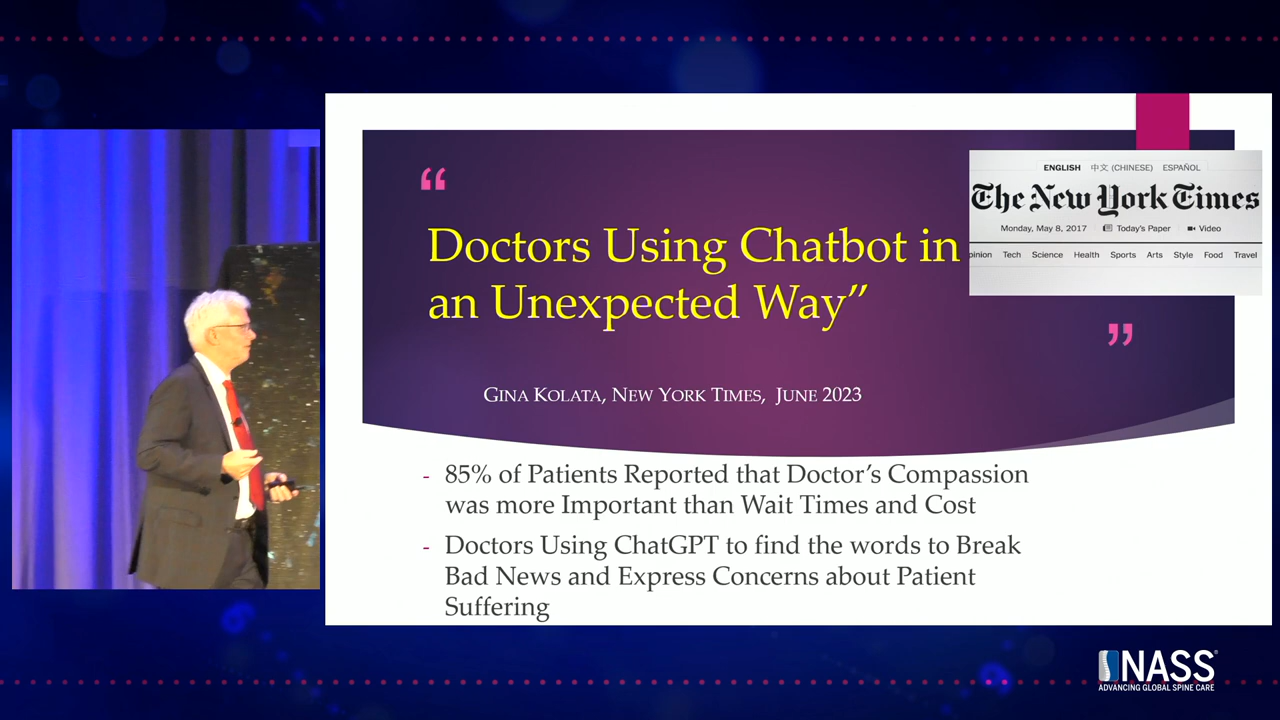 “
Doctors Using Chatbot in
an Unexpected Way”
”
GINA KOLATA, NEW YORK TIMES, JUNE 2023
ENGLISH 中文 (CHINESE) ESPAÑOL
The New York Times
Monday, May 8, 2017 Today's Paper Video
pinion Tech Science Health Sports Arts Style Food Travel
- 85% of Patients Reported that Doctor's Compassion
was more Important than Wait Times and Cost
- Doctors Using ChatGPT to find the words to Break
Bad News and Express Concerns about Patient
Suffering
NASS
ADVANCING GLOBAL SPINE CARE